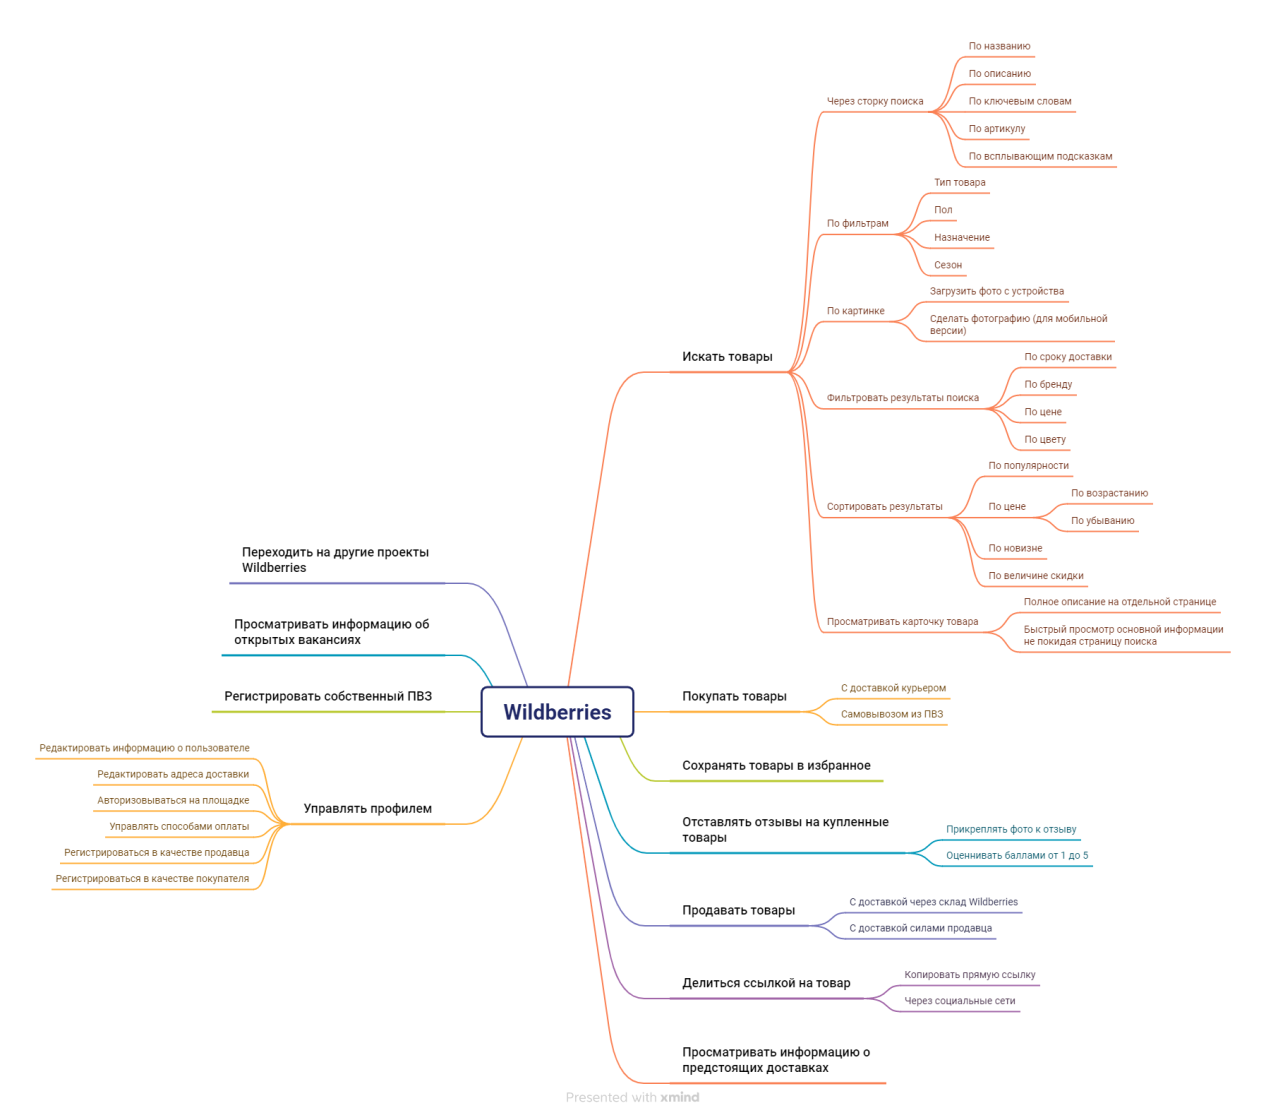 Wildberries
Искать товары
Через сторку поиска
По названию
По описанию
По ключевым словам
По артикулу
По всплывающим подсказкам
По фильтрам
Тип товара
Пол
Назначение
Сезон
По картинке
Загрузить фото с устройства
Сделать фотографию (для мобильной
версии)
Фильтровать результаты поиска
По сроку доставки
По бренду
По цене
По цвету
Сортировать результаты
По популярности
По цене
По возрастанию
По убыванию
По новизне
По величине скидки
Просматривать карточку товара
Полное описание на отдельной странице
Быстрый просмотр основной информации
не покидая страницу поиска
Покупать товары
С доставкой курьером
Самовывозом из ПВЗ
Сохранять товары в избранное
Отставлять отзывы на купленные
товары
Прикреплять фото к отзыву
Оценнивать баллами от 1 до 5
Продавать товары
С доставкой через склад Wildberries
С доставкой силами продавца
Делиться ссылкой на товар
Копировать прямую ссылку
Через социальные сети
Просматривать информацию о
предстоящих доставках
Переходить на другие проекты
Wildberries
Просматривать информацию об
открытых вакансиях
Регистрировать собственный ПВЗ
Управлять профилем
Редактировать информацию о пользователе
Редактировать адреса доставки
Авторизовываться на площадке
Управлять способами оплаты
Регистрироваться в качестве продавца
Регистрироваться в качестве покупателя
Presented with xmind